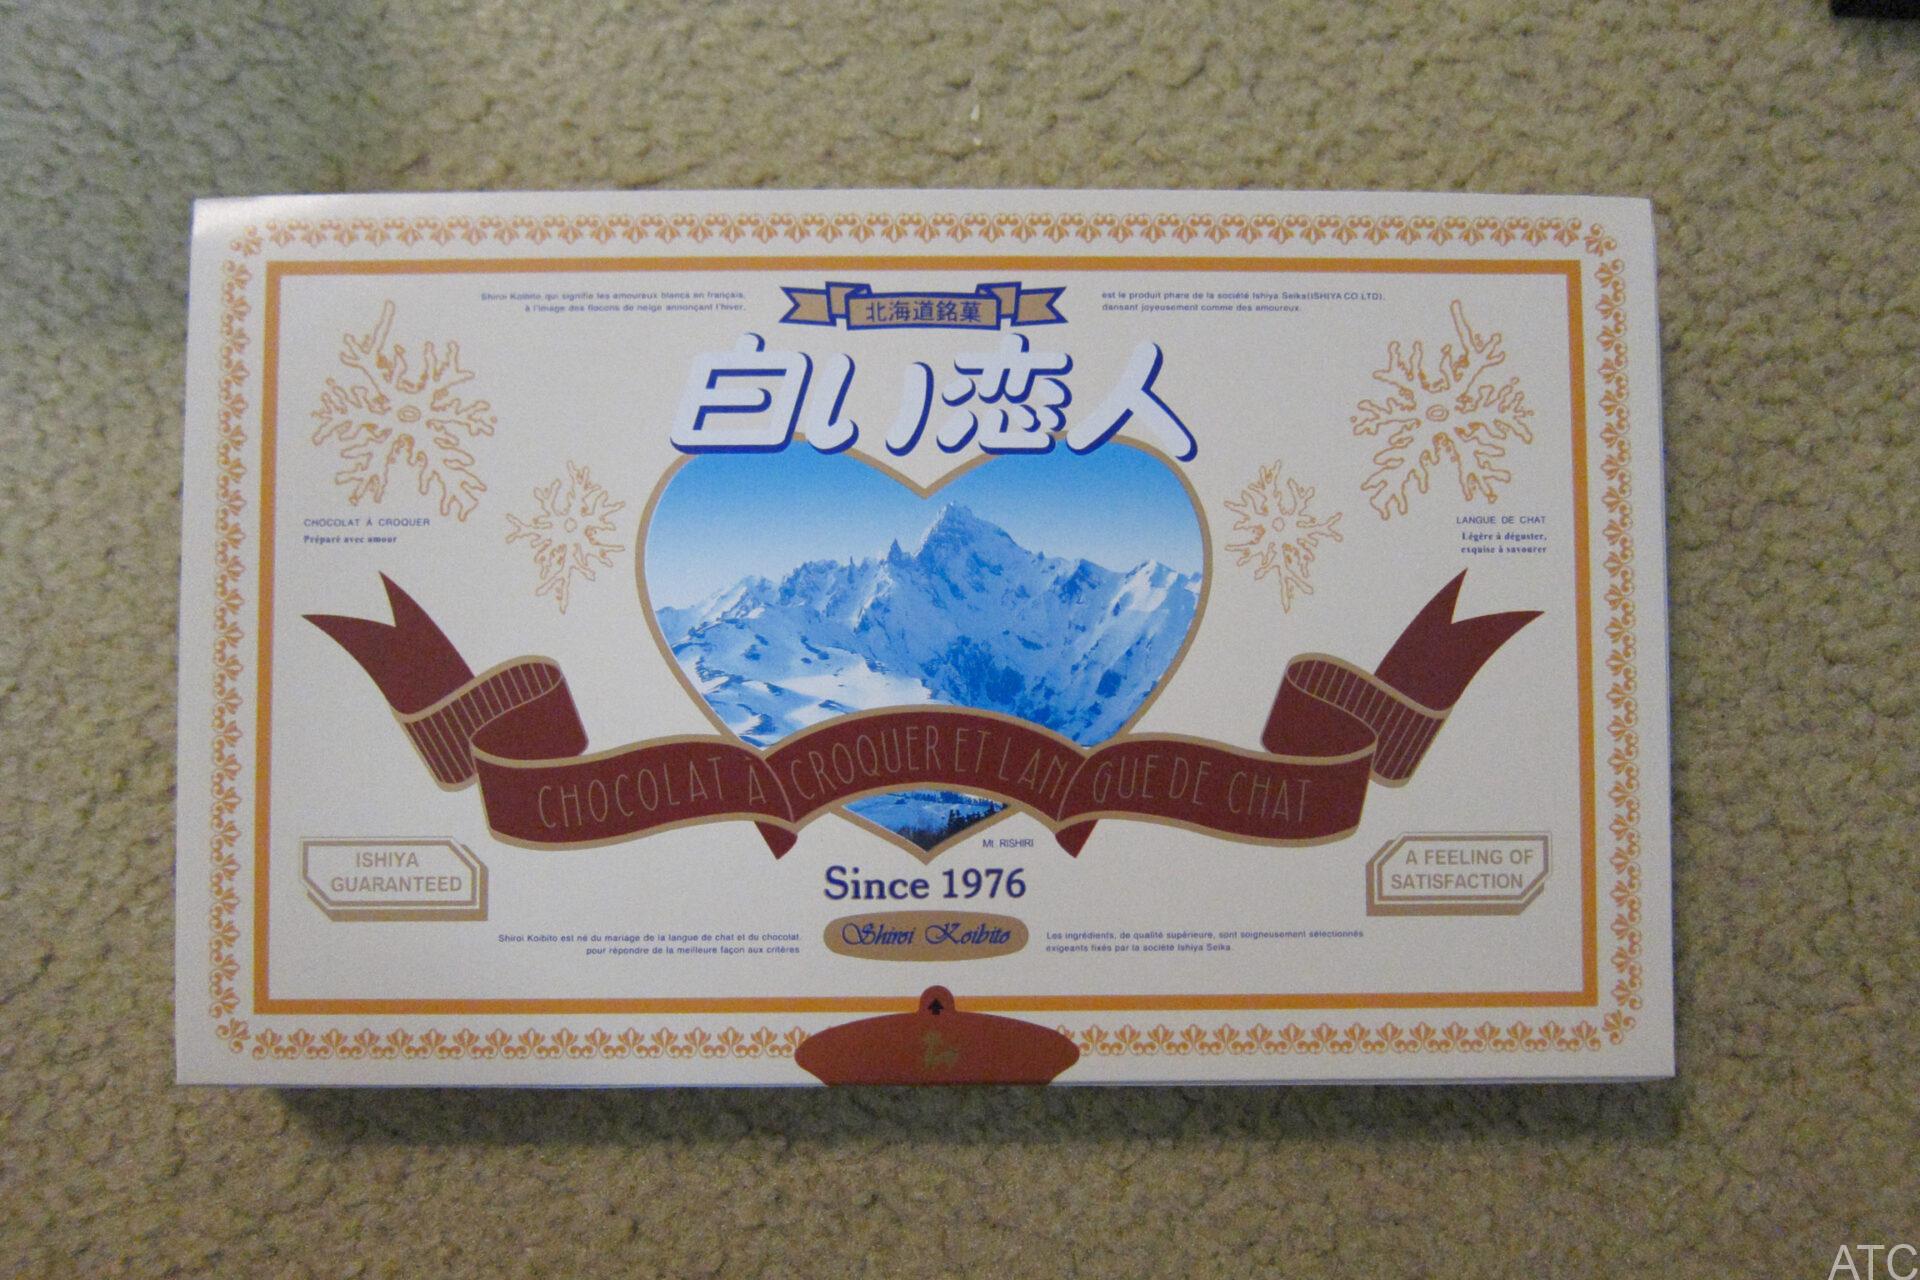 Shiroi Koibito, qui signifie les amoureux blancs en français,
à l'image des flocons de neige annonçant l'hiver,
北海道銘菓
est le produit phare de la société Ishiya Seika(ISHIYA CO.LTD),
dansant joyeusement comme des amoureux.
白い恋人
CHOCOLAT À CROQUER
Préparé avec amour
LANGUE DE CHAT
Légère à déguster,
exquise à savourer
CHOCOLAT À CROQUER ET LANGUE DE CHAT
Mt RISHIRI
ISHIYA
GUARANTEED
Since 1976
A FEELING OF
SATISFACTION
Shiroi Koibito est né du mariage de la langue de chat et du chocolat.
pour répondre de la meilleure façon aux critères
Shiroi Koibito
Les ingrédients, de qualité supérieure, sont soigneusement sélectionnés
exigeants fixés par la société Ishiya Seika.
ATC